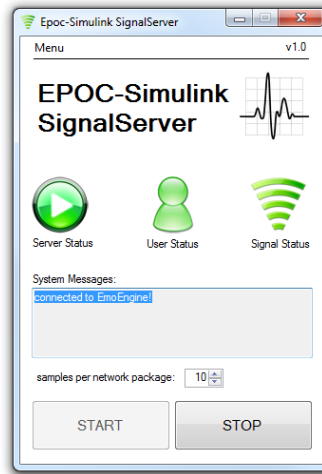 Epoc-Simulink SignalServer
Menu v1.0
EPOC-Simulink
SignalServer
Server Status User Status Signal Status
System Messages:
connected to EmoEngine!
samples per network package: 10
START STOP